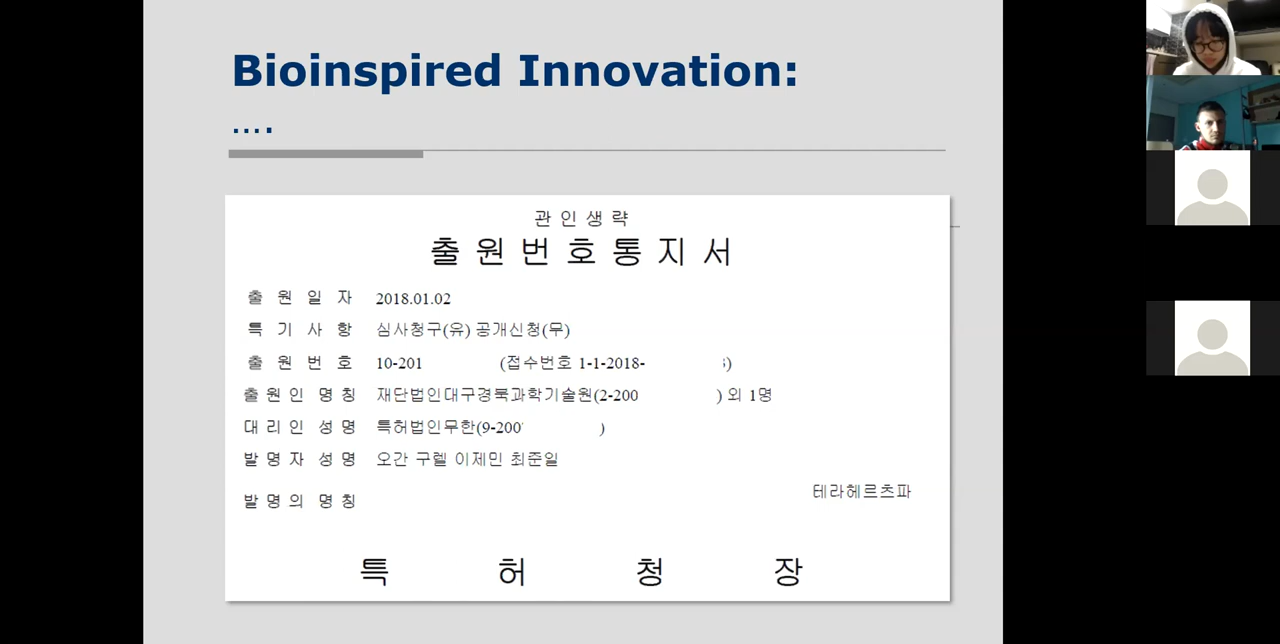 Bioinspired Innovation:
....
관 인 생 략
출 원 번 호 통 지 서
출 원 일 자 2018.01.02
특 기 사 항 심사청구(유) 공개신청(무)
출 원 번 호 10-201 (접수번호 1-1-2018- )
출 원 인 명 칭 재단법인대구경북과학기술원(2-200 ) 외 1명
대 리 인 성 명 특허법인무한(9-200 )
발 명 자 성 명 오간 구렐 이제민 최준일
발 명 의 명 칭 테라헤르츠파
특 허 청 장